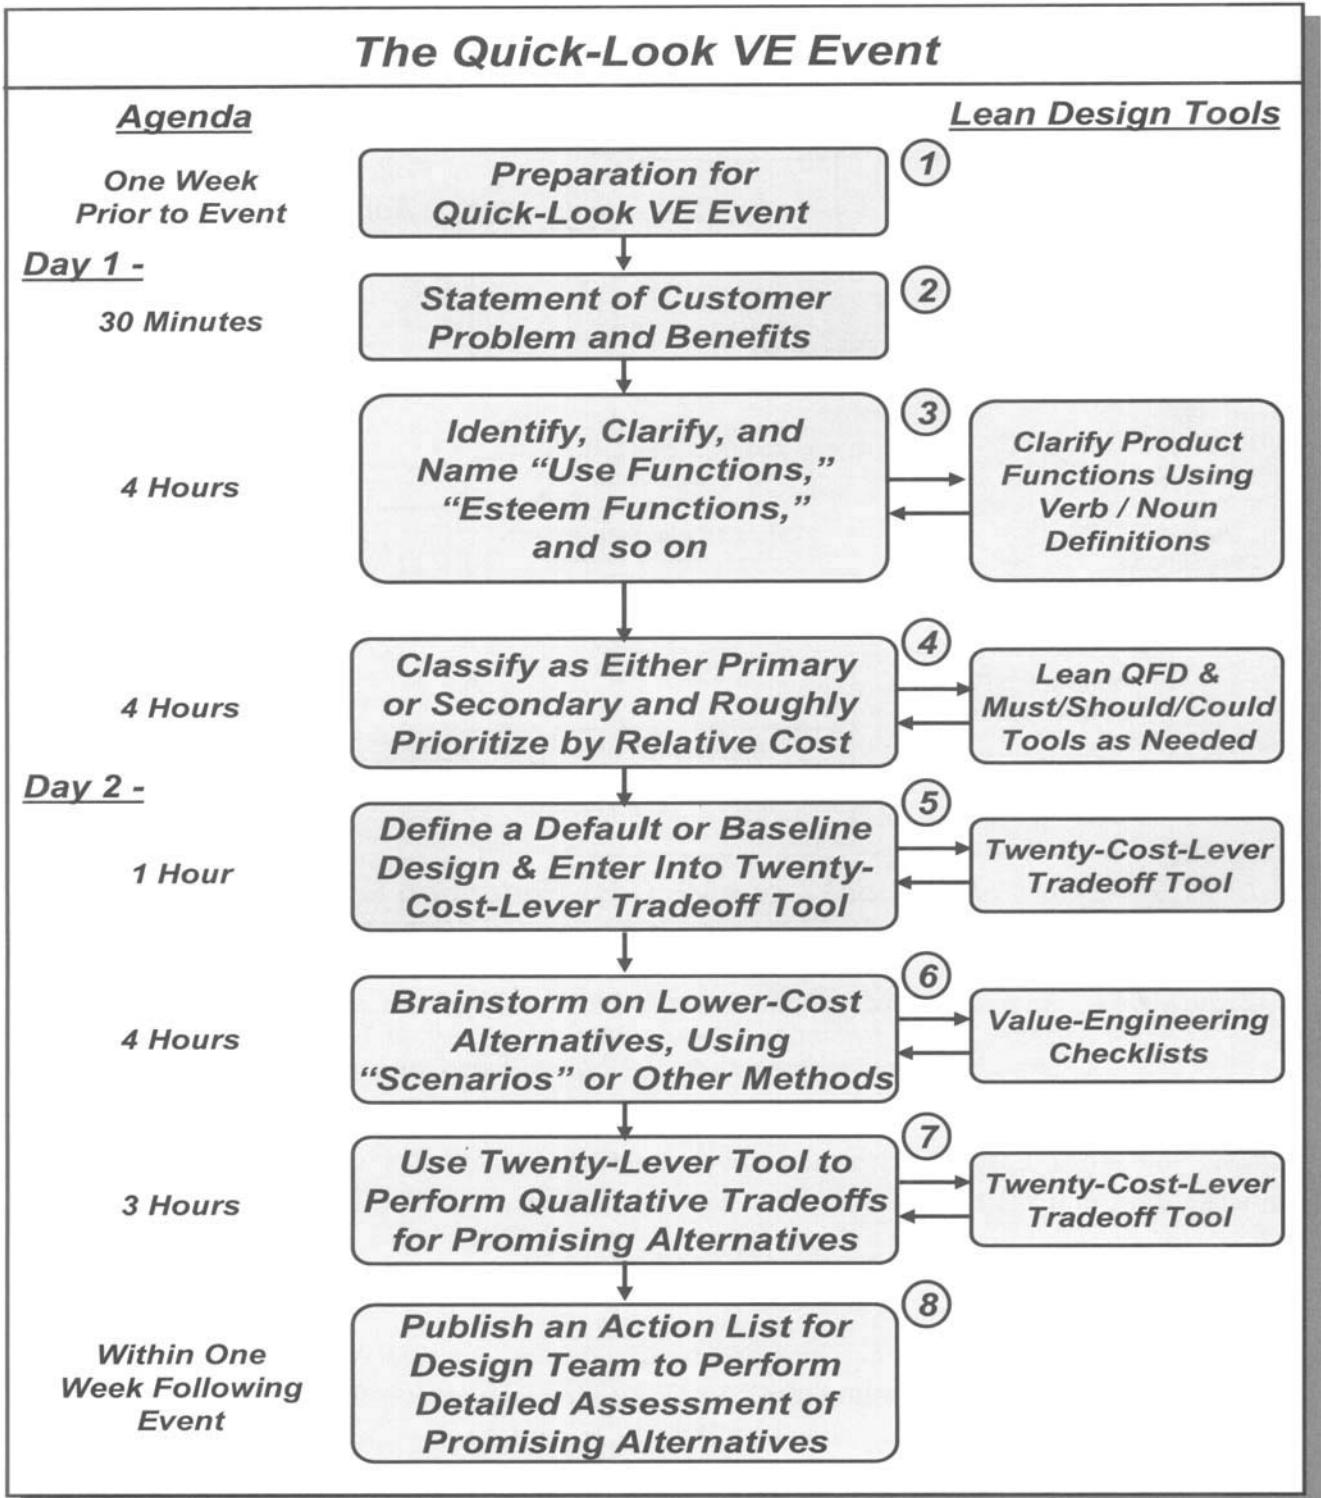 The Quick-Look VE Event
Agenda
Lean Design Tools
One Week
Prior to Event
Preparation for
Quick-Look VE Event
1
Day 1 -
30 Minutes
Statement of Customer
Problem and Benefits
2
4 Hours
Identify, Clarify, and
Name “Use Functions,”
“Esteem Functions,”
and so on
3
Clarify Product
Functions Using
Verb / Noun
Definitions
4 Hours
Classify as Either Primary
or Secondary and Roughly
Prioritize by Relative Cost
4
Lean QFD &
Must/Should/Could
Tools as Needed
Day 2 -
1 Hour
Define a Default or Baseline
Design & Enter Into Twenty-
Cost-Lever Tradeoff Tool
5
Twenty-Cost-Lever
Tradeoff Tool
4 Hours
Brainstorm on Lower-Cost
Alternatives, Using
“Scenarios” or Other Methods
6
Value-Engineering
Checklists
3 Hours
Use Twenty-Lever Tool to
Perform Qualitative Tradeoffs
for Promising Alternatives
7
Twenty-Cost-Lever
Tradeoff Tool
Within One
Week Following
Event
Publish an Action List for
Design Team to Perform
Detailed Assessment of
Promising Alternatives
8